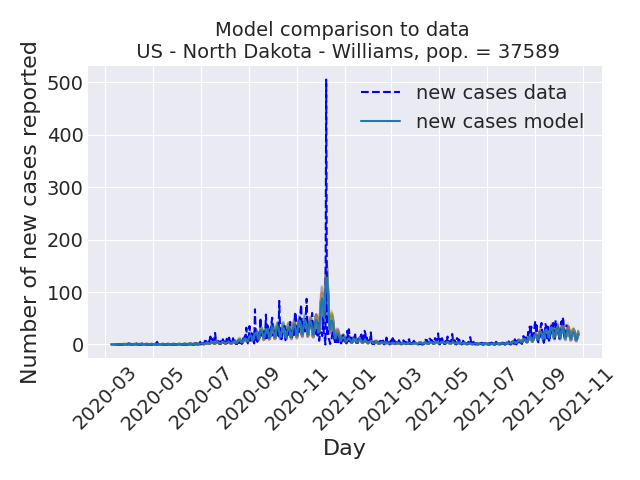 Model comparison to data
US - North Dakota - Williams, pop. = 37589
Number of new cases reported
500
400
300
200
100
0
new cases data
new cases model
2020-03
2020-05
2020-07
2020-09
2020-11
2021-01
2021-03
2021-05
2021-07
2021-09
2021-11
Day